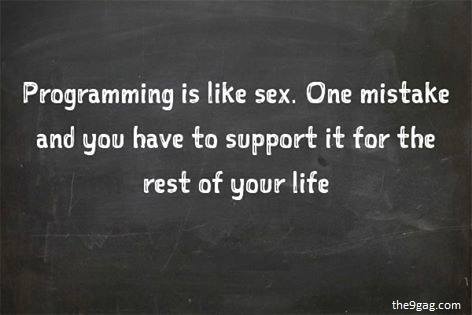 Programming is like sex. One mistake
and you have to support it for the
rest of your life
the9gag.com